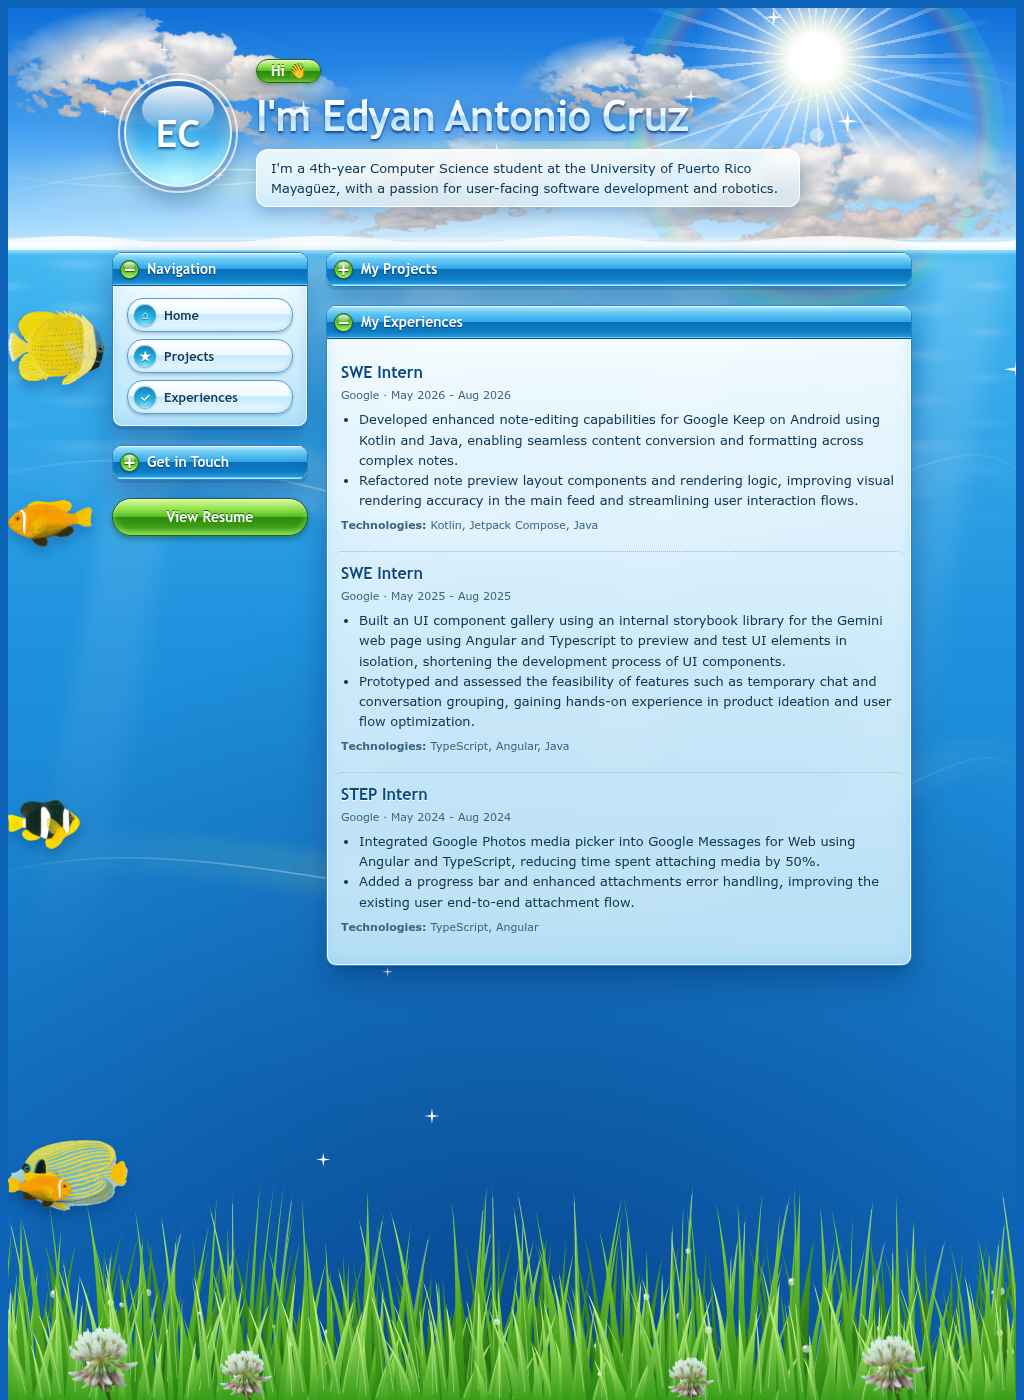 Hi 👋
EC
I'm Edyan Antonio Cruz
I'm a 4th-year Computer Science student at the University of Puerto Rico
Mayagüez, with a passion for user-facing software development and robotics.
Navigation
Home
Projects
Experiences
Get in Touch
View Resume
My Projects
My Experiences
SWE Intern
Google · May 2026 - Aug 2026
• Developed enhanced note-editing capabilities for Google Keep on Android using
Kotlin and Java, enabling seamless content conversion and formatting across
complex notes.
• Refactored note preview layout components and rendering logic, improving visual
rendering accuracy in the main feed and streamlining user interaction flows.
Technologies: Kotlin, Jetpack Compose, Java
SWE Intern
Google · May 2025 - Aug 2025
• Built an UI component gallery using an internal storybook library for the Gemini
web page using Angular and Typescript to preview and test UI elements in
isolation, shortening the development process of UI components.
• Prototyped and assessed the feasibility of features such as temporary chat and
conversation grouping, gaining hands-on experience in product ideation and user
flow optimization.
Technologies: TypeScript, Angular, Java
STEP Intern
Google · May 2024 - Aug 2024
• Integrated Google Photos media picker into Google Messages for Web using
Angular and TypeScript, reducing time spent attaching media by 50%.
• Added a progress bar and enhanced attachments error handling, improving the
existing user end-to-end attachment flow.
Technologies: TypeScript, Angular